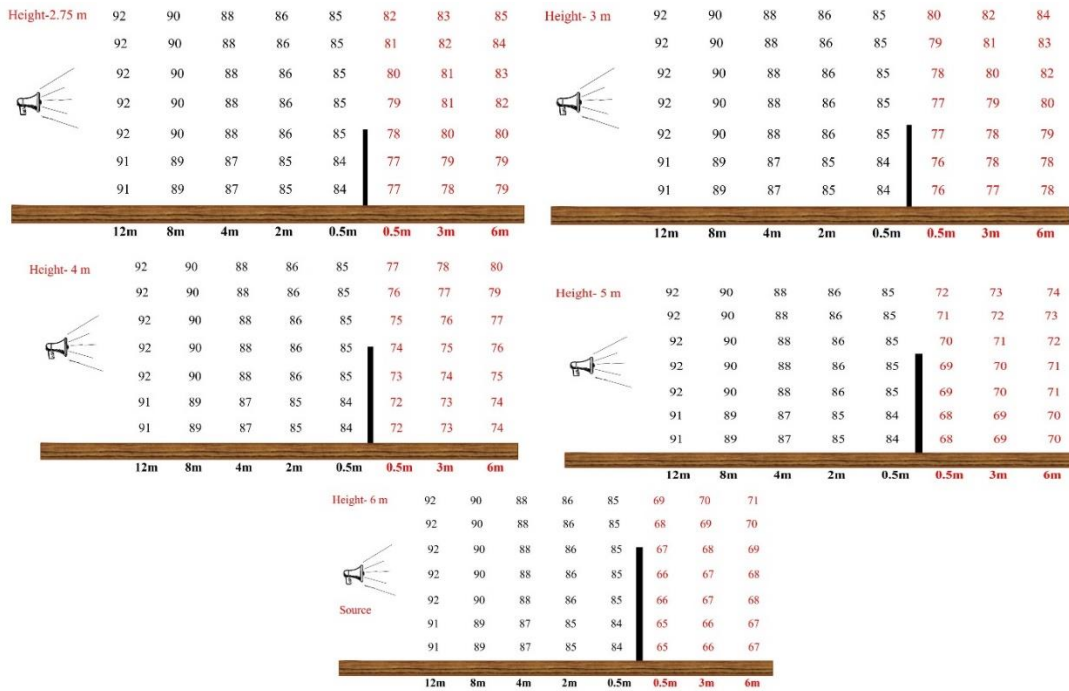 Height-2.75 m 92 90 88 86 85 82 83 85
92 90 88 86 85 81 82 84
92 90 88 86 85 80 81 83
92 90 88 86 85 79 81 82
92 90 88 86 85 78 80 80
91 89 87 85 84 77 79 79
91 89 87 85 84 77 78 79
12m 8m 4m 2m 0.5m 0.5m 3m 6m
Height- 3 m 92 90 88 86 85 80 82 84
92 90 88 86 85 79 81 83
92 90 88 86 85 78 80 82
92 90 88 86 85 77 79 80
92 90 88 86 85 77 78 79
91 89 87 85 84 76 78 78
91 89 87 85 84 76 77 78
12m 8m 4m 2m 0.5m 0.5m 3m 6m
Height- 4 m 92 90 88 86 85 77 78 80
92 90 88 86 85 76 77 79
92 90 88 86 85 75 76 77
92 90 88 86 85 74 75 76
92 90 88 86 85 73 74 75
91 89 87 85 84 72 73 74
91 89 87 85 84 72 73 74
12m 8m 4m 2m 0.5m 0.5m 3m 6m
Height- 5 m 92 90 88 86 85 72 73 74
92 90 88 86 85 71 72 73
92 90 88 86 85 70 71 72
92 90 88 86 85 69 70 71
92 90 88 86 85 69 70 71
91 89 87 85 84 68 69 70
91 89 87 85 84 68 69 70
12m 8m 4m 2m 0.5m 0.5m 3m 6m
Height- 6 m 92 90 88 86 85 69 70 71
92 90 88 86 85 68 69 70
92 90 88 86 85 67 68 69
92 90 88 86 85 66 67 68
Source 92 90 88 86 85 66 67 68
91 89 87 85 84 65 66 67
91 89 87 85 84 65 66 67
12m 8m 4m 2m 0.5m 0.5m 3m 6m